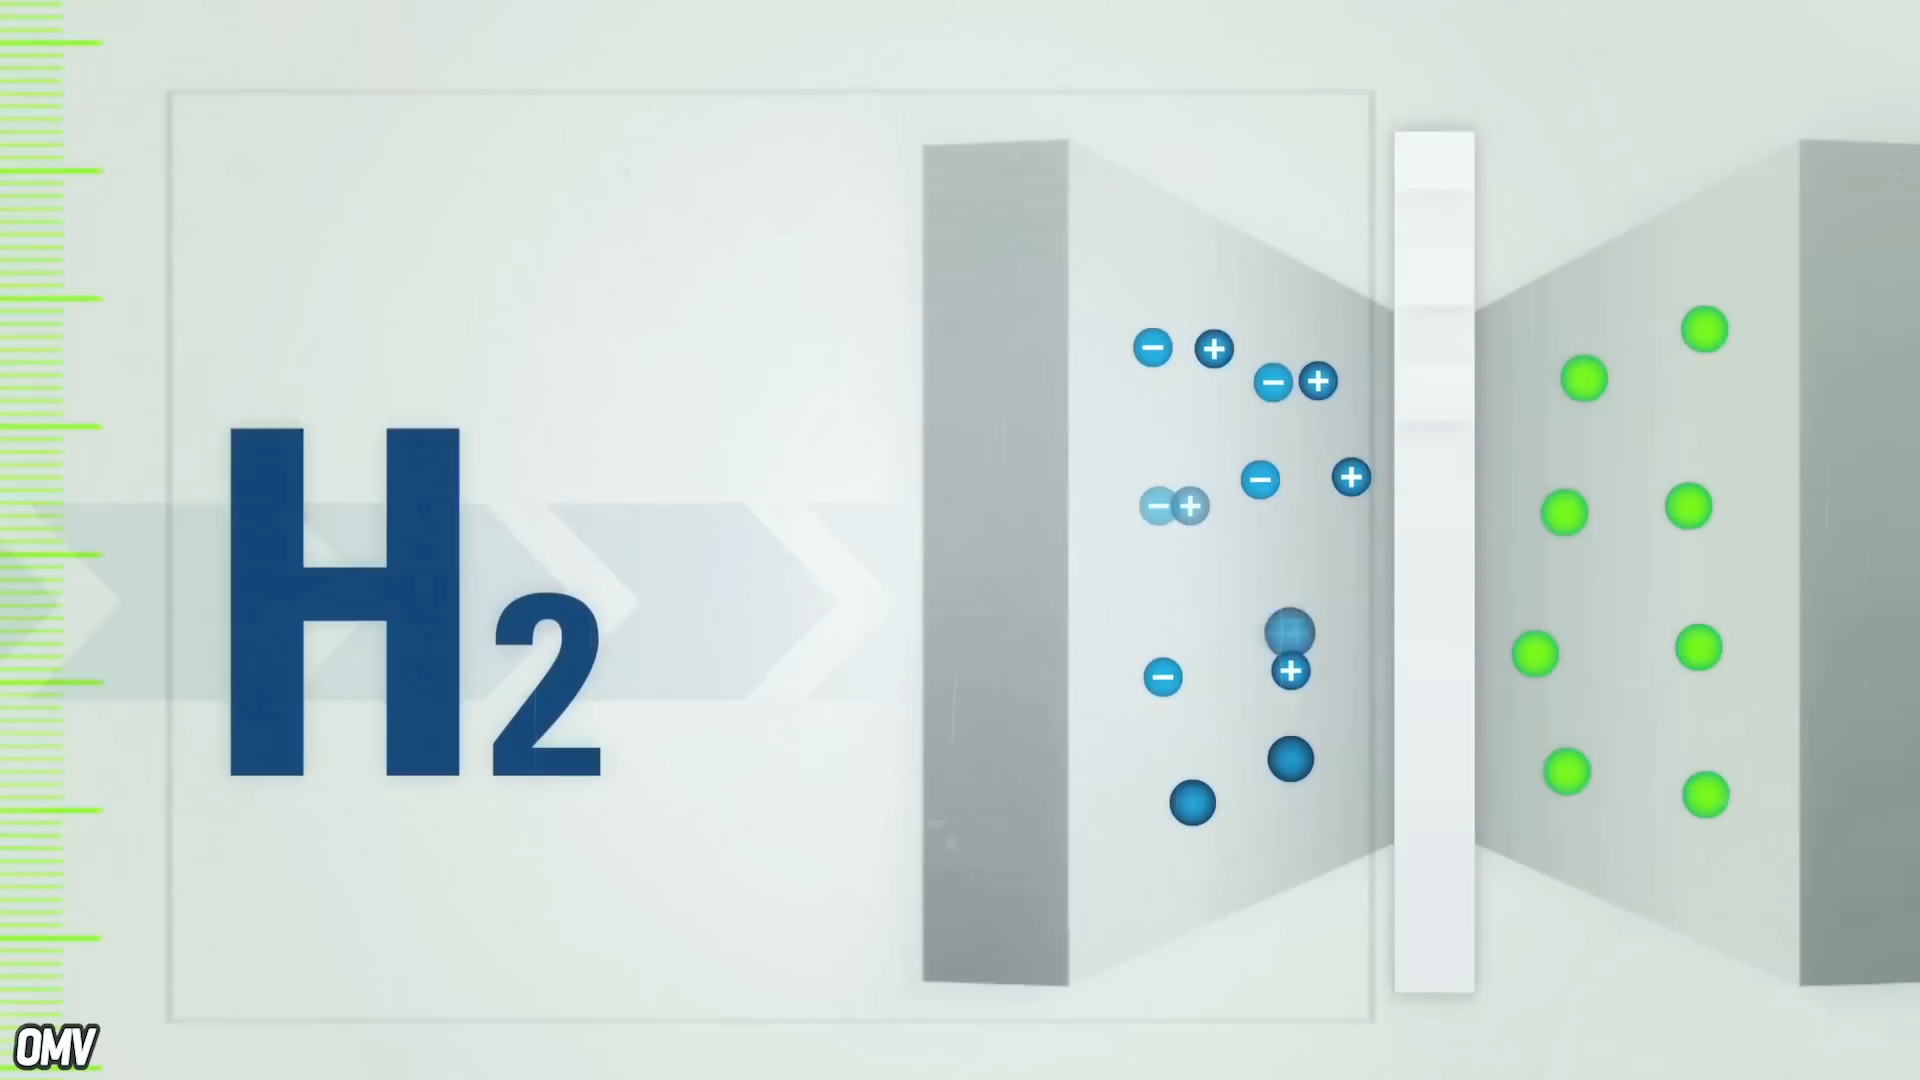 H2
− +
− +
− +
− +
− +
OMV